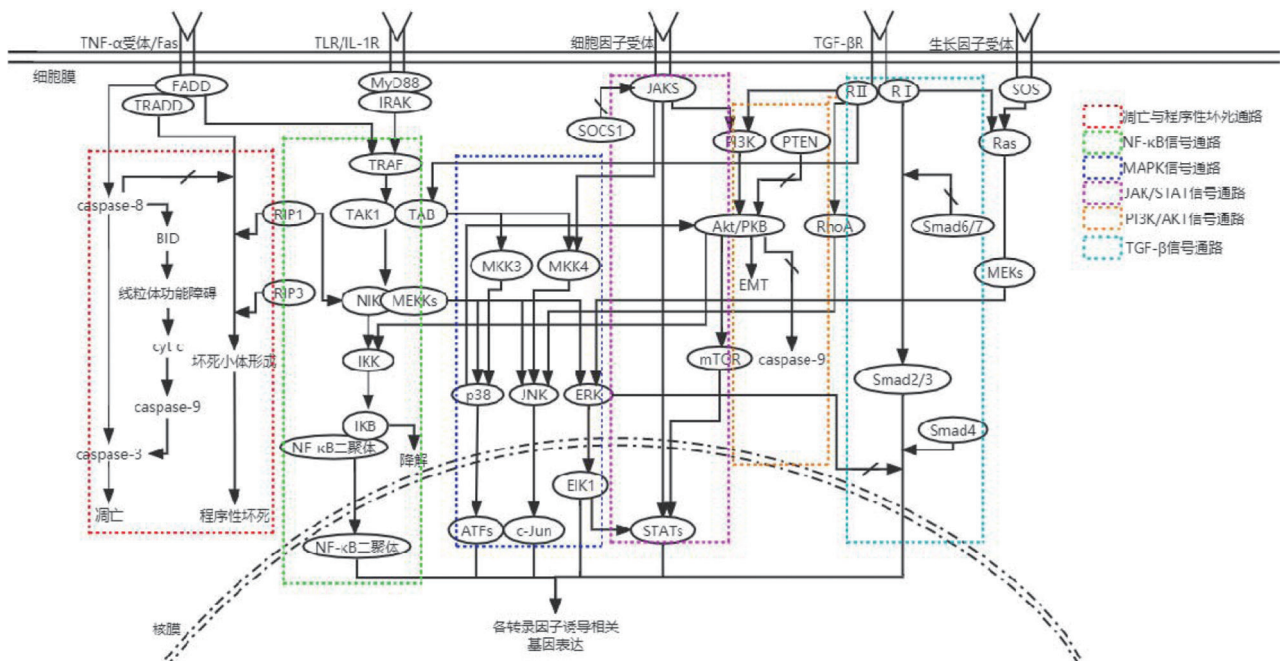 TNF-α受体/Fas
TLR/IL-1R
细胞因子受体
TGF-βR
生长因子受体
细胞膜
FADD
TRADD
MyD88
IRAK
JAKS
RⅡ
RⅠ
SOS
SOCS1
PI3K
PTEN
Ras
TRAF
caspase-8
RIP1
TAK1
TAB
Akt/PKB
RhoA
Smad6/7
BID
MKK3
MKK4
MEKs
EMT
线粒体功能障碍
RIP3
NIK
MEKKs
cyt c
坏死小体形成
IKK
mTOR
caspase-9
Smad2/3
caspase-9
p38
JNK
ERK
IKB
NF-κB二聚体
降解
Smad4
caspase-3
EIK1
凋亡
程序性坏死
ATFs
c-Jun
STATs
NF-κB二聚体
核膜
各转录因子诱导相关
基因表达
凋亡与程序性坏死通路
NF-κB信号通路
MAPK信号通路
JAK/STAT信号通路
PI3K/AKT信号通路
TGF-β信号通路